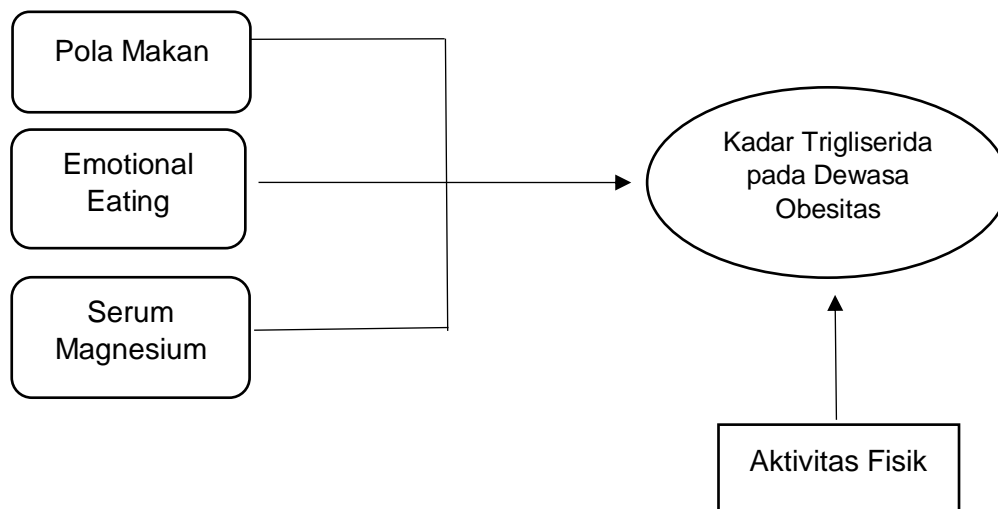 Pola Makan
Emotional
Eating
Serum
Magnesium
Kadar Trigliserida
pada Dewasa
Obesitas
Aktivitas Fisik